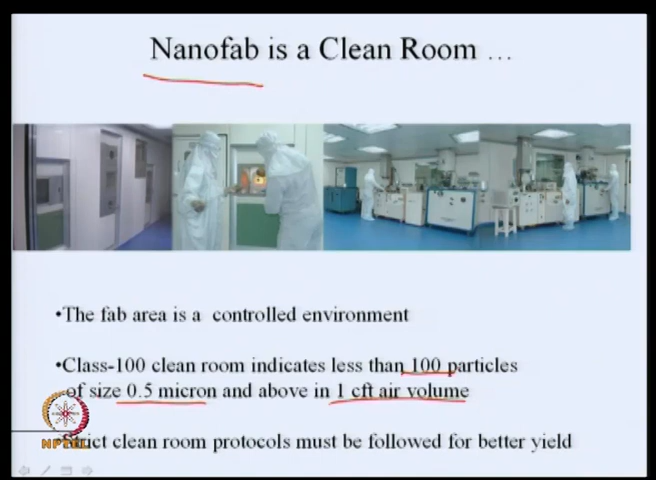 Nanofab is a Clean Room ...
•The fab area is a controlled environment
•Class-100 clean room indicates less than 100 particles
of size 0.5 micron and above in 1 cft air volume
Strict clean room protocols must be followed for better yield
NPTEL